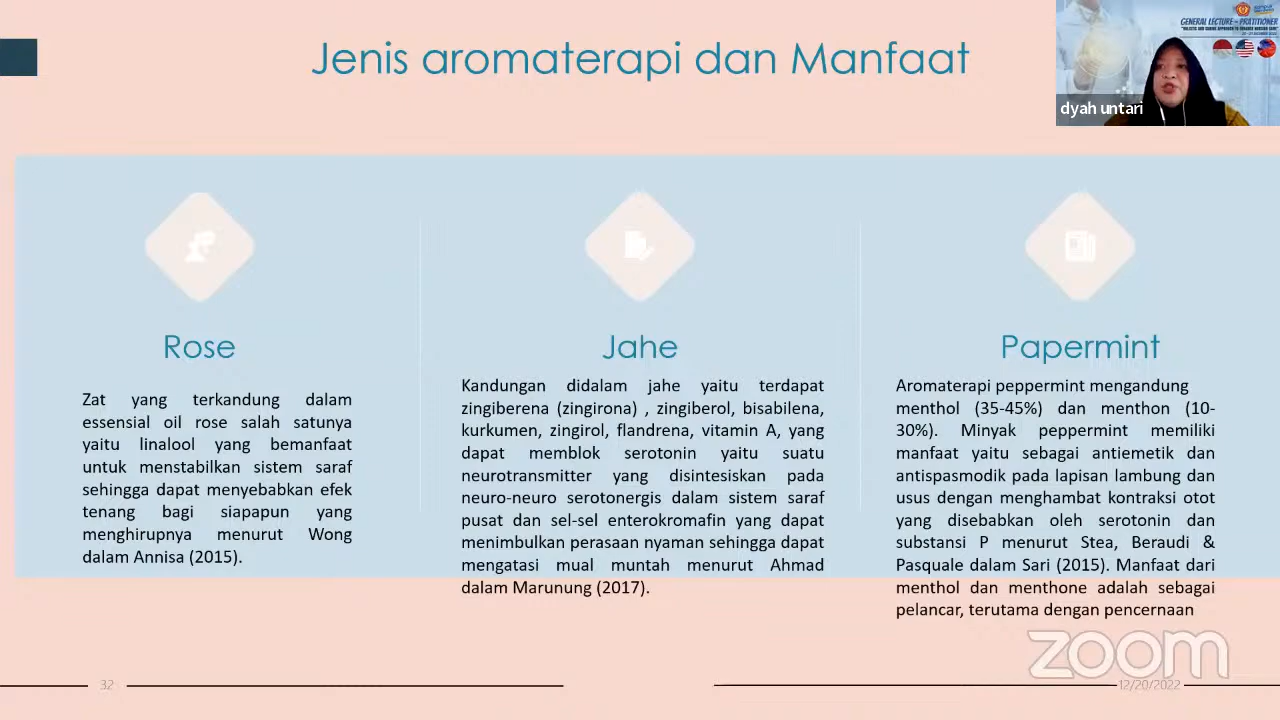 Jenis aromaterapi dan Manfaat
GENERAL LECTURE - PRATITIONER
dyah untari
Rose
Zat yang terkandung dalam
essensial oil rose salah satunya
yaitu linalool yang bemanfaat
untuk menstabilkan sistem saraf
sehingga dapat menyebabkan efek
tenang bagi siapapun yang
menghirupnya menurut Wong
dalam Annisa (2015).
Jahe
Kandungan didalam jahe yaitu terdapat
zingiberena (zingirona) , zingiberol, bisabilena,
kurkumen, zingirol, flandrena, vitamin A, yang
dapat memblok serotonin yaitu suatu
neurotransmitter yang disintesiskan pada
neuro-neuro serotonergis dalam sistem saraf
pusat dan sel-sel enterokromafin yang dapat
menimbulkan perasaan nyaman sehingga dapat
mengatasi mual muntah menurut Ahmad
dalam Marunung (2017).
Papermint
Aromaterapi peppermint mengandung
menthol (35-45%) dan menthon (10-
30%). Minyak peppermint memiliki
manfaat yaitu sebagai antiemetik dan
antispasmodik pada lapisan lambung dan
usus dengan menghambat kontraksi otot
yang disebabkan oleh serotonin dan
substansi P menurut Stea, Beraudi &
Pasquale dalam Sari (2015). Manfaat dari
menthol dan menthone adalah sebagai
pelancar, terutama dengan pencernaan
zoom
32
12/20/2022